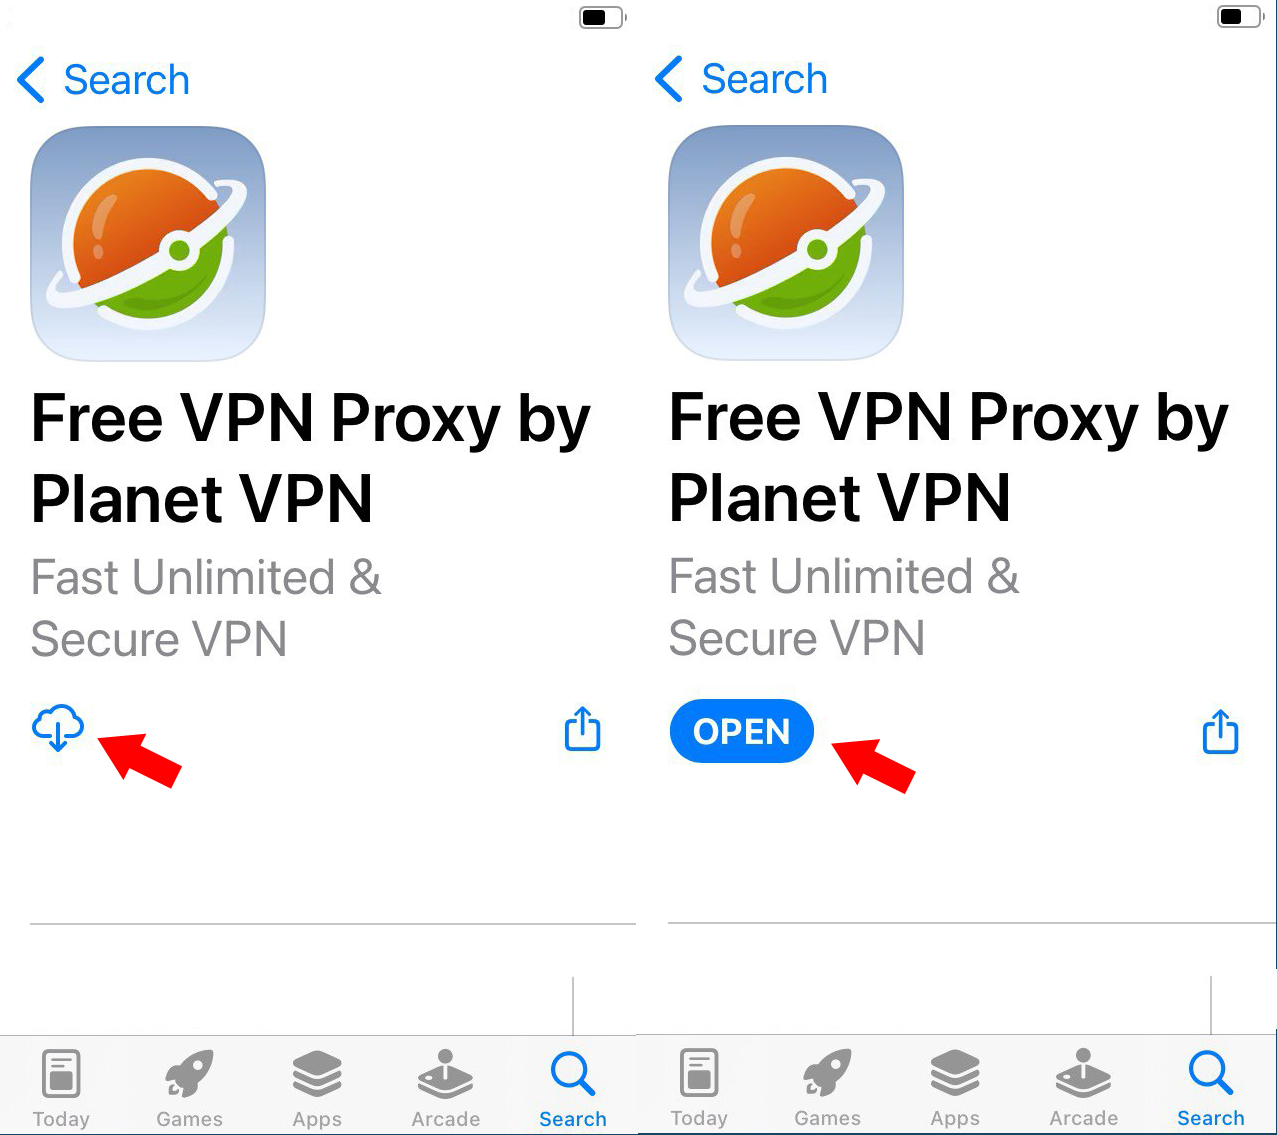 Search
Free VPN Proxy by
Planet VPN
Fast Unlimited &
Secure VPN
Today Games Apps Arcade Search
Search
Free VPN Proxy by
Planet VPN
Fast Unlimited &
Secure VPN
OPEN
Today Games Apps Arcade Search